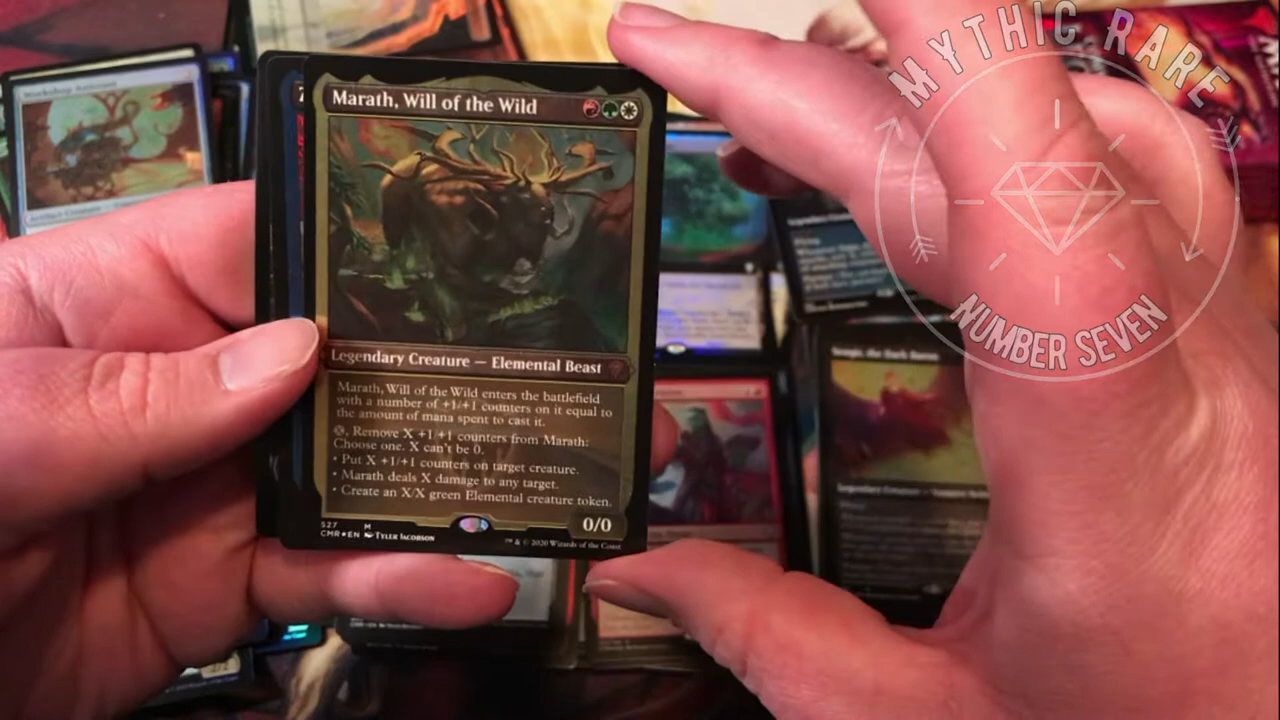 MYTHIC RARE
NUMBER SEVEN
Marath, Will of the Wild
Legendary Creature — Elemental Beast
Marath, Will of the Wild enters the battlefield
with a number of +1/+1 counters on it equal to
the amount of mana spent to cast it.
, Remove X +1/+1 counters from Marath:
Choose one. X can't be 0.
• Put X +1/+1 counters on target creature.
• Marath deals X damage to any target.
• Create an X/X green Elemental creature token.
0/0
527 M
CMR★EN Tyler Jacobson
™ & © 2020 Wizards of the Coast